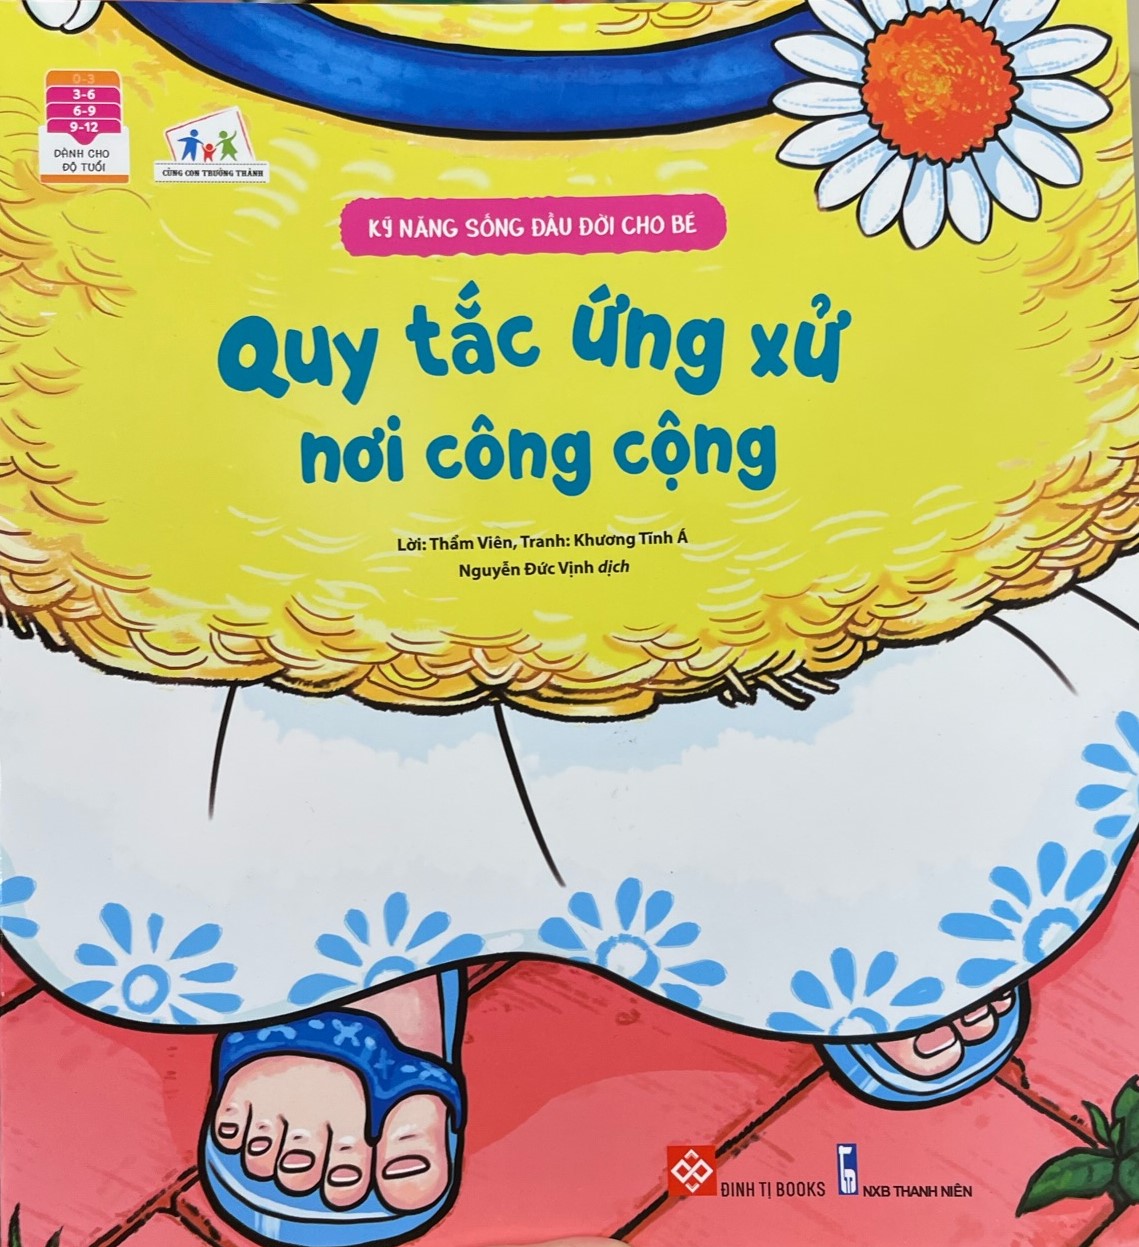 0-3
3-6
6-9
9-12
DÀNH CHO
ĐỘ TUỔI
CÙNG CON TRƯỞNG THÀNH
KỸ NĂNG SỐNG ĐẦU ĐỜI CHO BÉ
Quy tắc ứng xử
nơi công cộng
Lời: Thẩm Viên, Tranh: Khương Tĩnh Á
Nguyễn Đức Vịnh dịch
ĐINH TỊ BOOKS
NXB THANH NIÊN